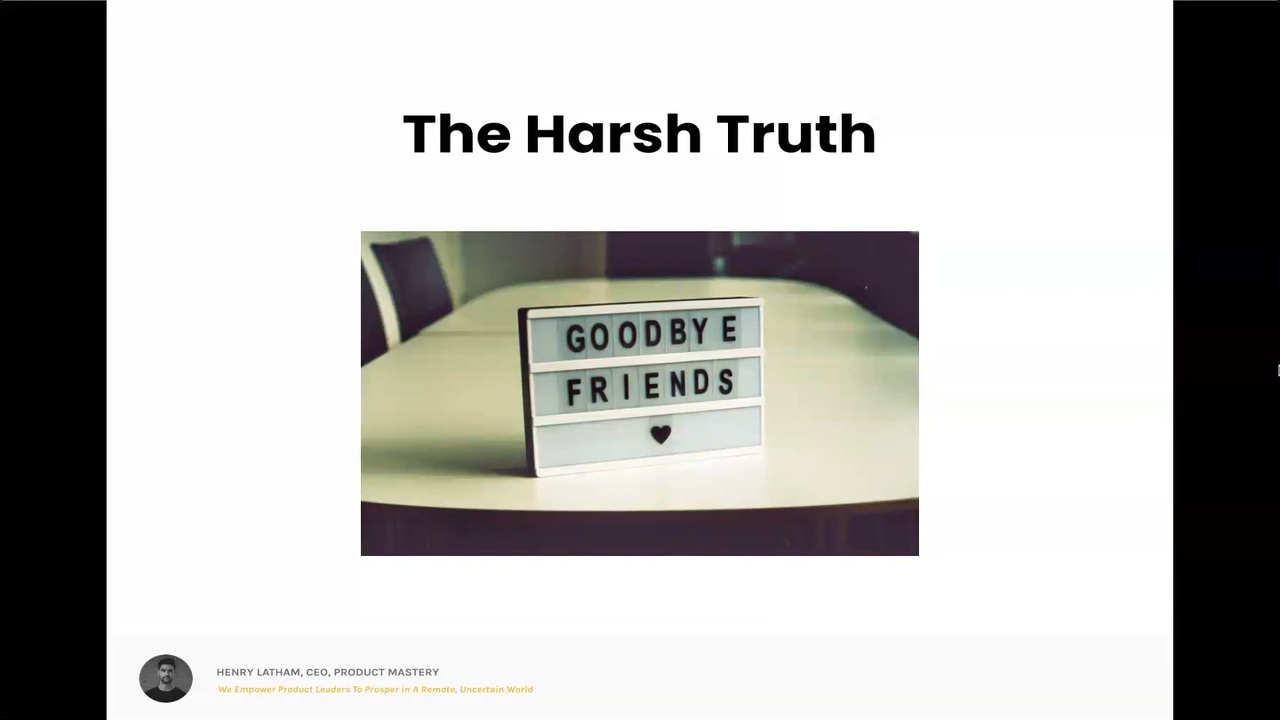 The Harsh Truth
GOODBYE
FRIENDS
♥
HENRY LATHAM, CEO, PRODUCT MASTERY
We Empower Product Leaders To Prosper in A Remote, Uncertain World